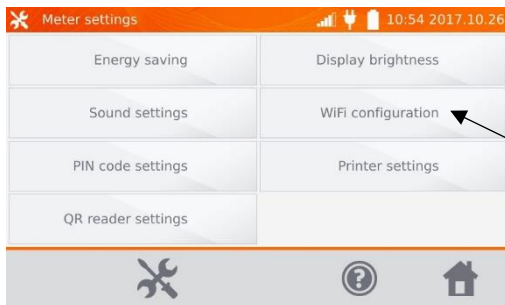 Meter settings 10:54 2017.10.26
Energy saving Display brightness
Sound settings WiFi configuration
PIN code settings Printer settings
QR reader settings
?